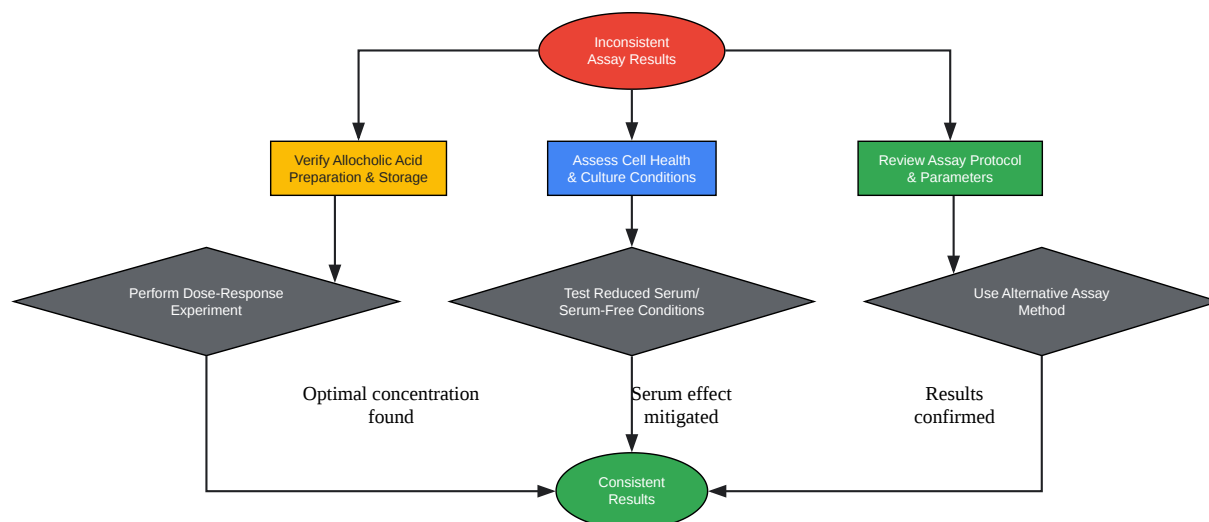 Inconsistent
Assay Results
Verify Allocholic Acid
Preparation & Storage
Assess Cell Health
& Culture Conditions
Review Assay Protocol
& Parameters
Perform Dose-Response
Experiment
Test Reduced Serum/
Serum-Free Conditions
Use Alternative Assay
Method
Optimal concentration
found
Serum effect
mitigated
Results
confirmed
Consistent
Results